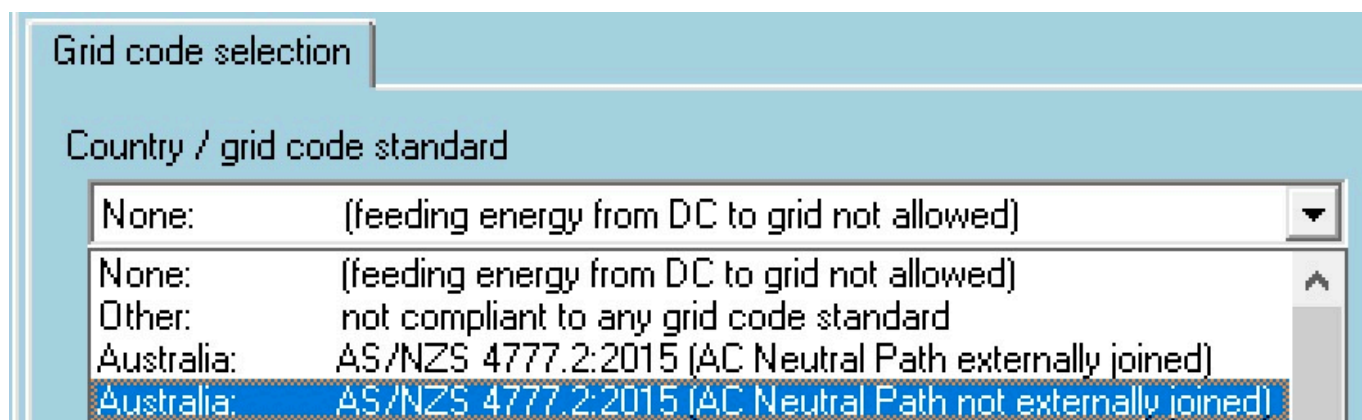 Grid code selection
Country / grid code standard
None: (feeding energy from DC to grid not allowed)
None: (feeding energy from DC to grid not allowed)
Other: not compliant to any grid code standard
Australia: AS/NZS 4777.2:2015 (AC Neutral Path externally joined)
Australia: AS/NZS 4777.2:2015 (AC Neutral Path not externally joined)